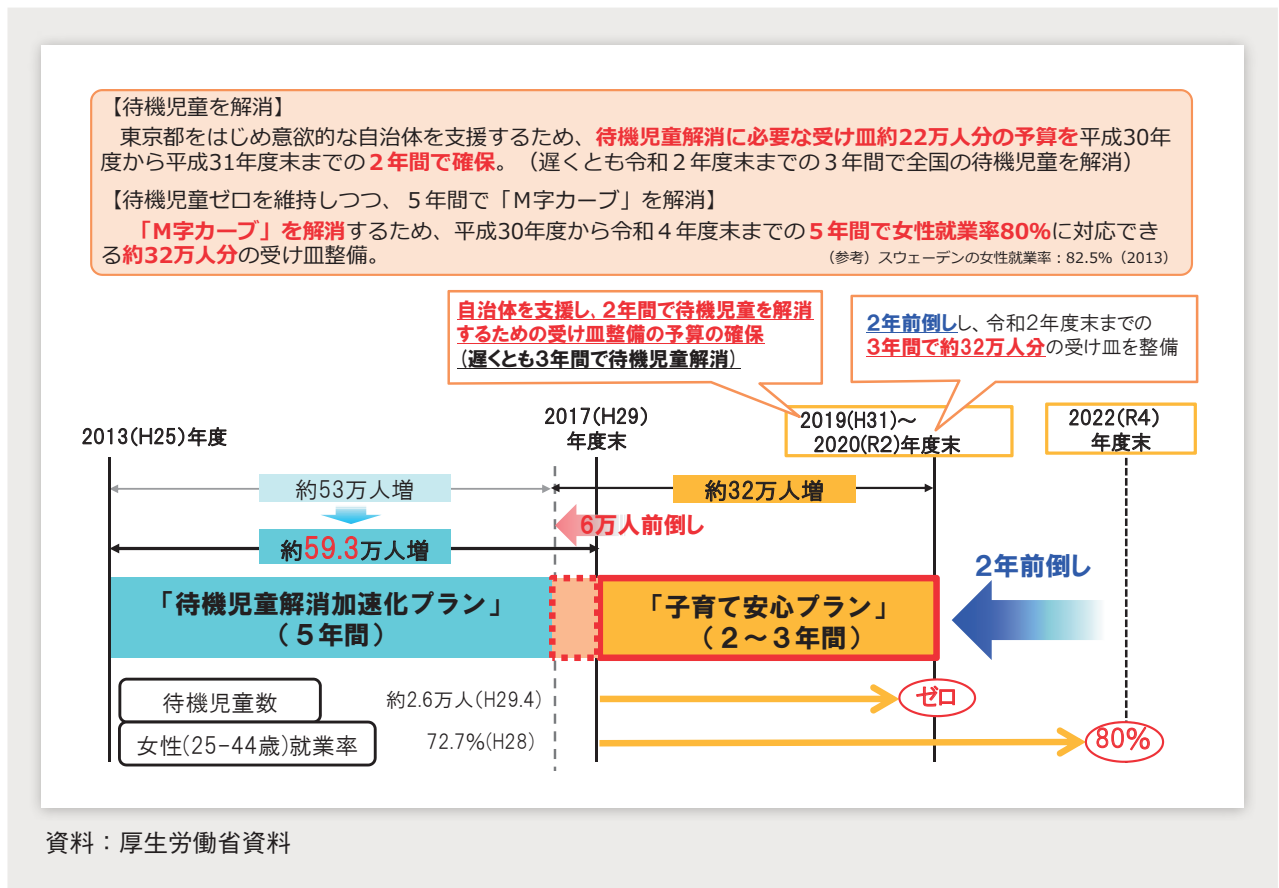 【待機児童を解消】
東京都をはじめ意欲的な自治体を支援するため、待機児童解消に必要な受け皿約22万人分の予算を平成30年
度から平成31年度末までの２年間で確保。（遅くとも令和２年度末までの３年間で全国の待機児童を解消）
【待機児童ゼロを維持しつつ、５年間で「Ｍ字カーブ」を解消】
「Ｍ字カーブ」を解消するため、平成30年度から令和４年度末までの５年間で女性就業率80%に対応でき
る約32万人分の受け皿整備。
（参考）スウェーデンの女性就業率：82.5%（2013）
自治体を支援し、2年間で待機児童を解消
するための受け皿整備の予算の確保
（遅くとも3年間で待機児童解消）
2年前倒しし、令和2年度末までの
3年間で約32万人分の受け皿を整備
2013(H25)年度
2017(H29)
年度末
2019(H31)～
2020(R2)年度末
2022(R4)
年度末
約53万人増
約32万人増
6万人前倒し
約59.3万人増
2年前倒し
「待機児童解消加速化プラン」
（５年間）
「子育て安心プラン」
（２～３年間）
待機児童数
約2.6万人(H29.4)
ゼロ
女性(25-44歳)就業率
72.7%(H28)
80%
資料：厚生労働省資料